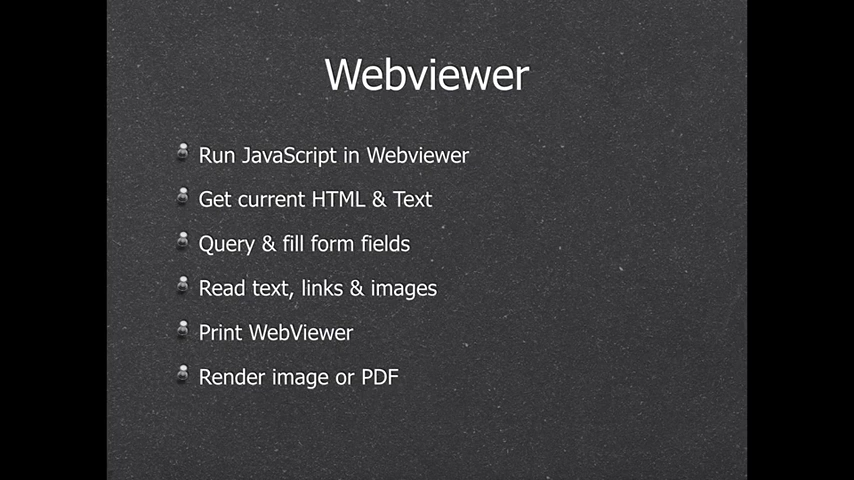 Webviewer
Run JavaScript in Webviewer
Get current HTML & Text
Query & fill form fields
Read text, links & images
Print WebViewer
Render image or PDF